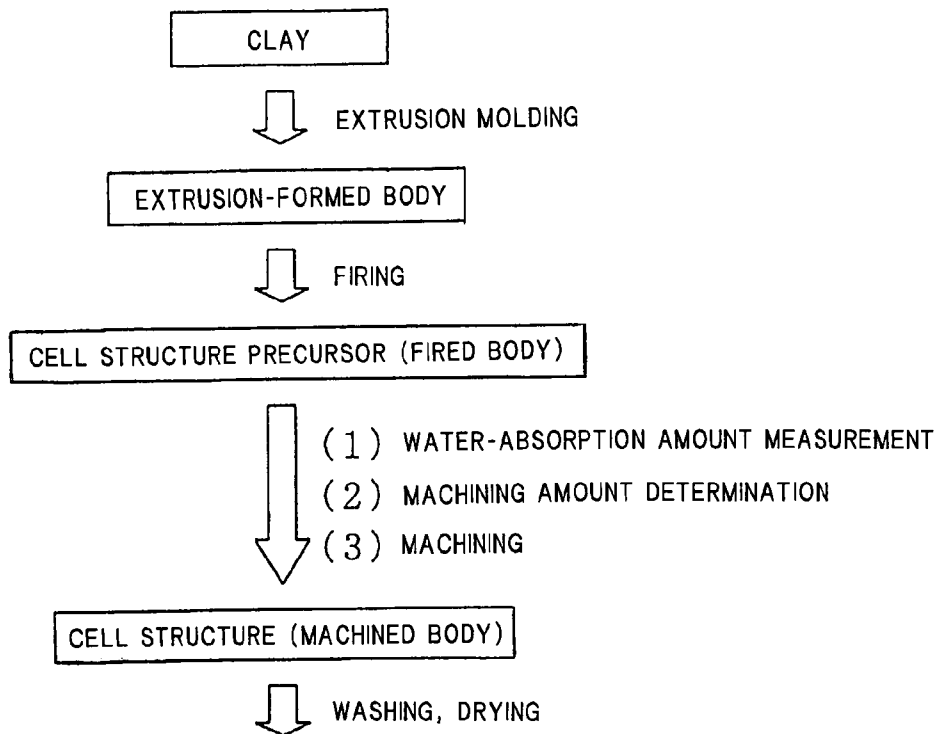 CLAY
EXTRUSION MOLDING
EXTRUSION-FORMED BODY
FIRING
CELL STRUCTURE PRECURSOR (FIRED BODY)
(1) WATER-ABSORPTION AMOUNT MEASUREMENT
(2) MACHINING AMOUNT DETERMINATION
(3) MACHINING
CELL STRUCTURE (MACHINED BODY)
WASHING, DRYING